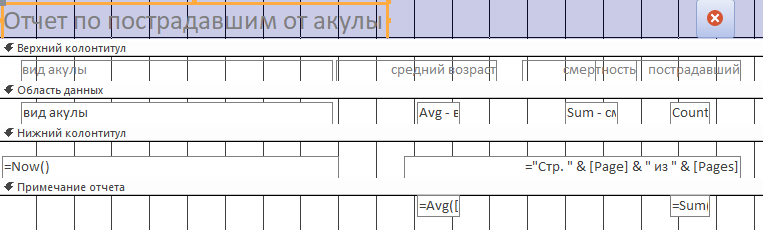 Отчет по пострадавшим от акулы
Верхний колонтитул
вид акулы средний возраст смертность пострадавший
Область данных
вид акулы Avg - в Sum - см Count
Нижний колонтитул
=Now() ="Стр. " & [Page] & " из " & [Pages]
Примечание отчета
=Avg([ =Sum(